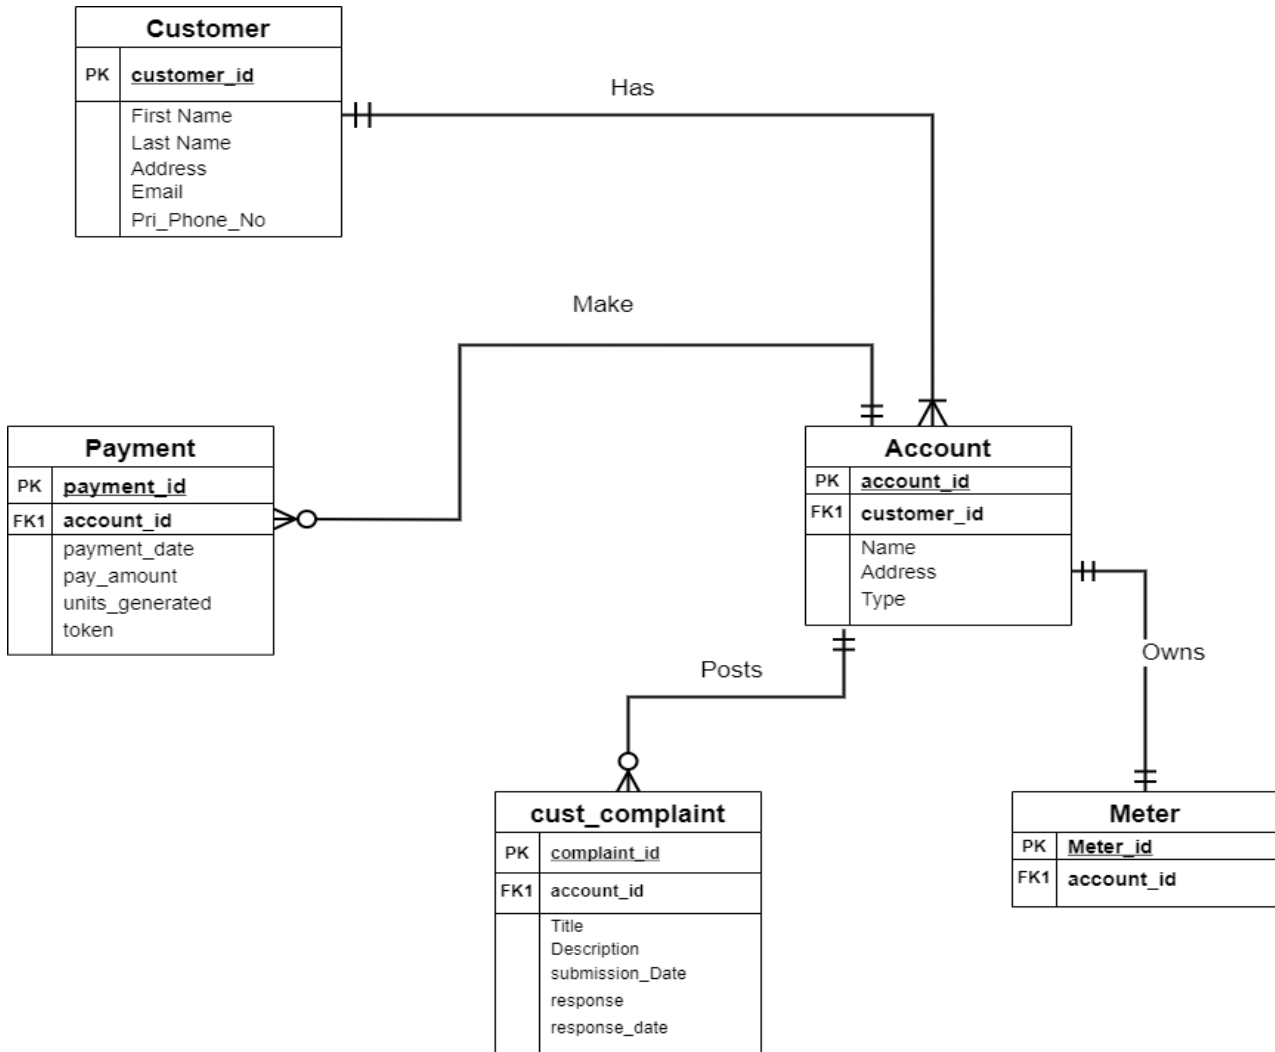 Customer
PK customer_id
First Name
Last Name
Address
Email
Pri_Phone_No
Has
Make
Payment
PK payment_id
FK1 account_id
payment_date
pay_amount
units_generated
token
Account
PK account_id
FK1 customer_id
Name
Address
Type
Posts
Owns
cust_complaint
PK complaint_id
FK1 account_id
Title
Description
submission_Date
response
response_date
Meter
PK Meter_id
FK1 account_id